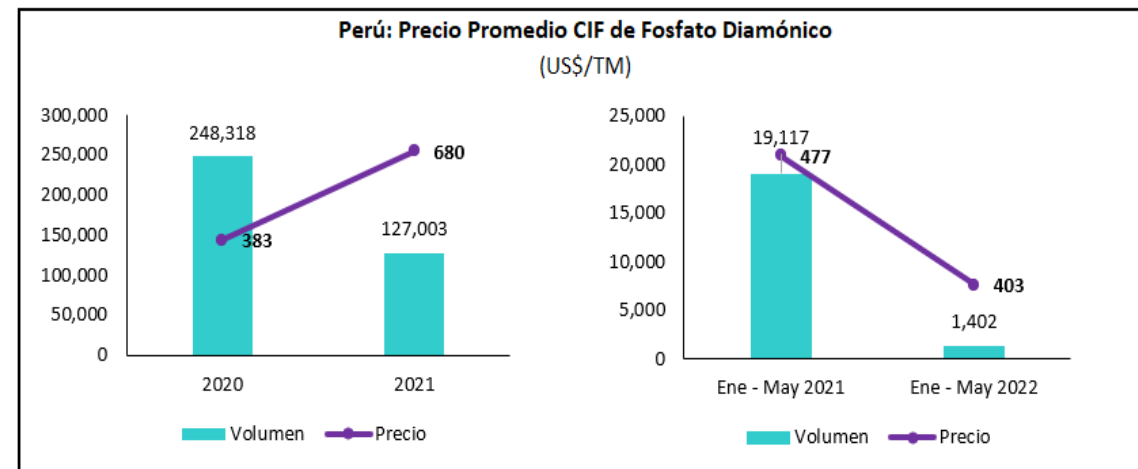 Perú: Precio Promedio CIF de Fosfato Diamónico
(US$/TM)
300,000
250,000
200,000
150,000
100,000
50,000
0
248,318
383
680
127,003
2020
2021
Volumen
Precio
25,000
20,000
15,000
10,000
5,000
0
19,117
477
403
1,402
Ene - May 2021
Ene - May 2022
Volumen
Precio